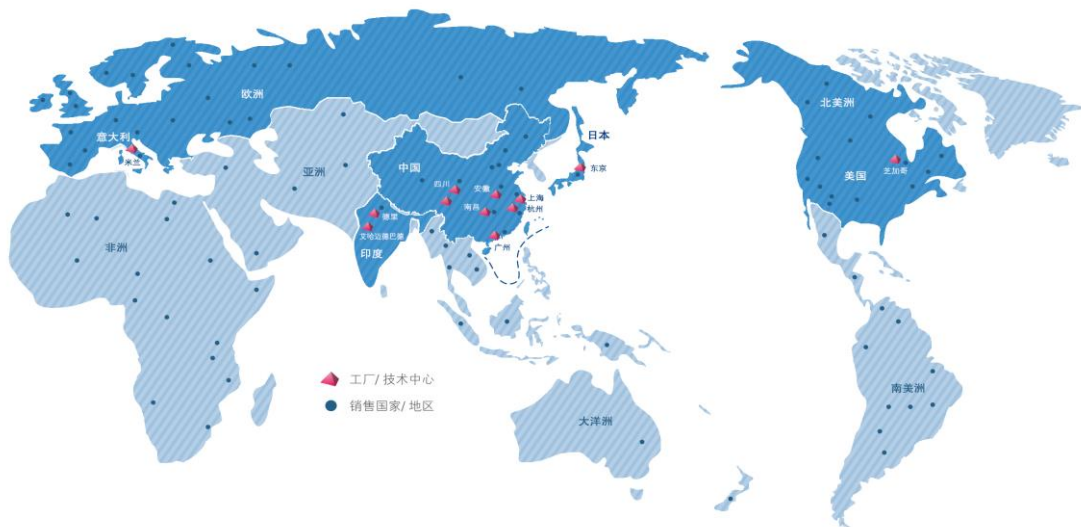 欧洲
意大利
米兰
亚洲
中国
四川
安徽
上海
杭州
南昌
广州
日本
东京
德里
艾哈迈德巴德
印度
非洲
北美洲
美国
芝加哥
南美洲
大洋洲
工厂/技术中心
销售国家/地区